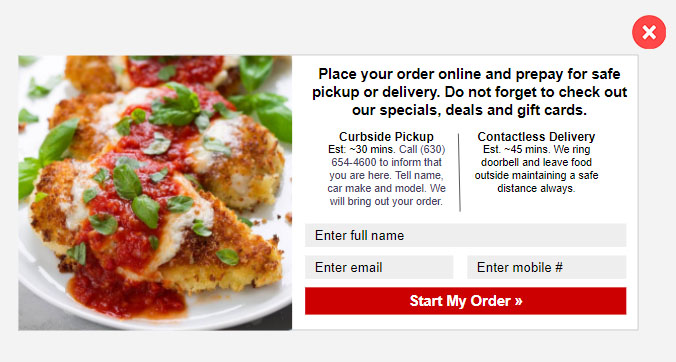 Place your order online and prepay for safe
pickup or delivery. Do not forget to check out
our specials, deals and gift cards.
Curbside Pickup
Est: ~30 mins. Call (630)
654-4600 to inform that
you are here. Tell name,
car make and model. We
will bring out your order.
Contactless Delivery
Est: ~45 mins. We ring
doorbell and leave food
outside maintaining a safe
distance always.
Enter full name
Enter email
Enter mobile #
Start My Order »